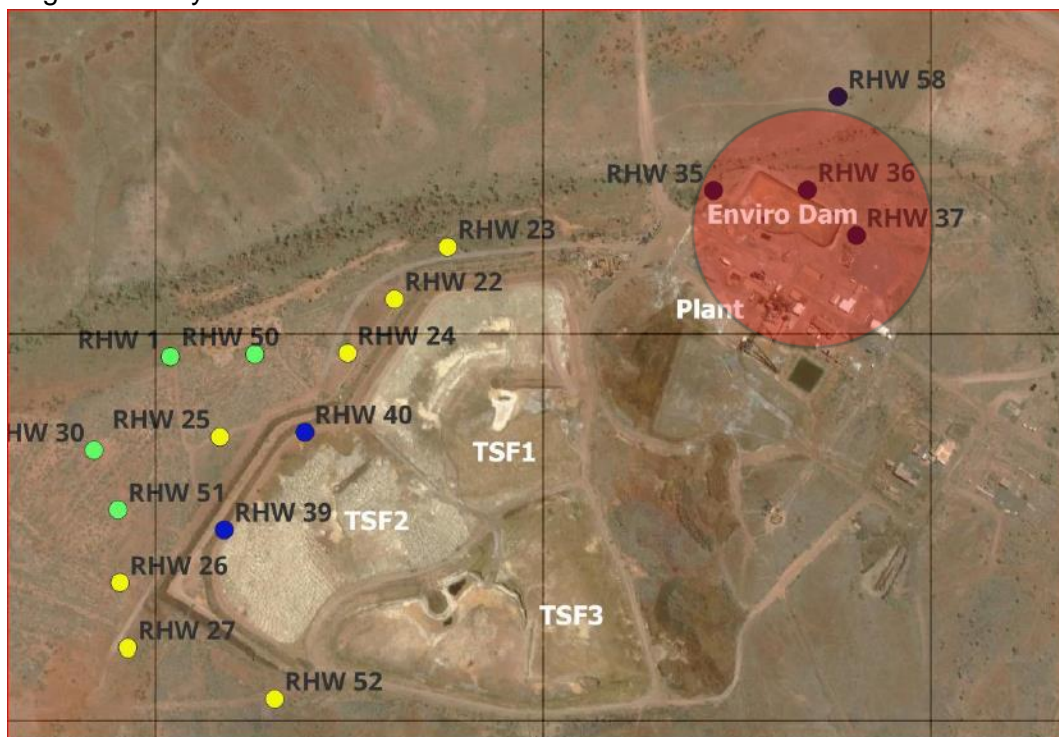 RHW 58
RHW 35
RHW 36
Enviro Dam
RHW 37
RHW 23
RHW 22
Plant
RHW 1
RHW 50
RHW 24
RHW 25
RHW 40
HW 30
TSF1
RHW 51
RHW 39
TSF2
RHW 26
TSF3
RHW 27
RHW 52